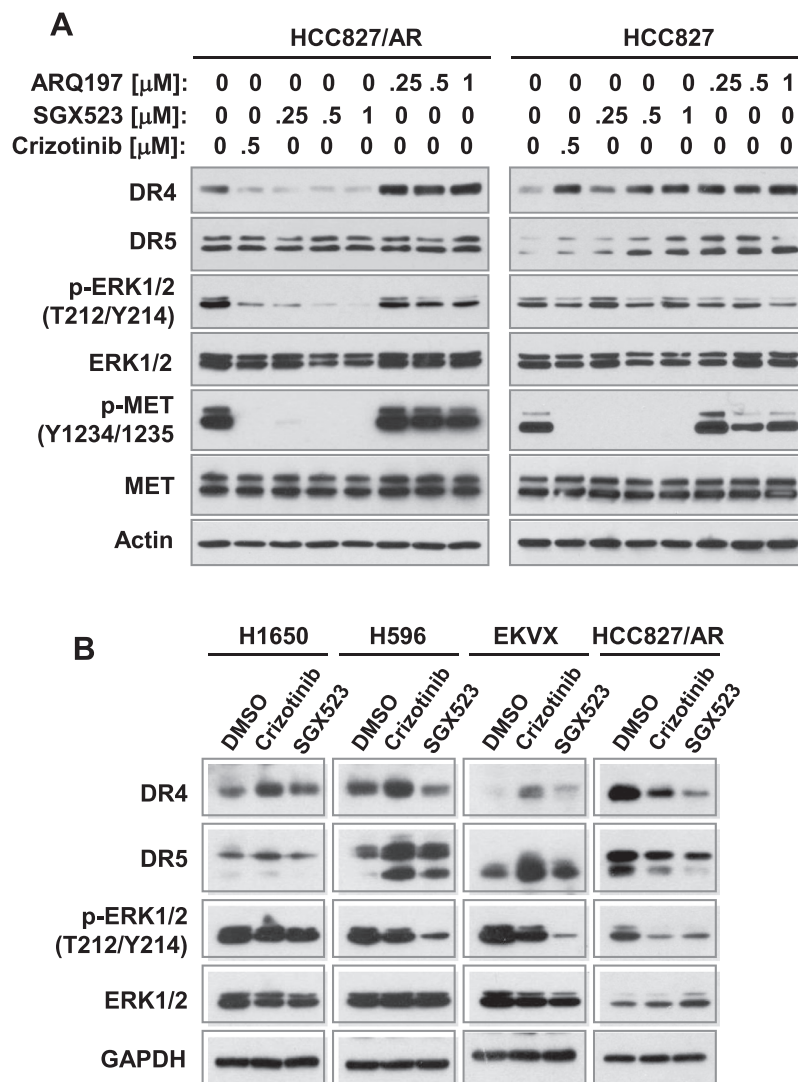 A
HCC827/AR HCC827
ARQ197 [µM]: 0 0 0 0 0 .25 .5 1 0 0 0 0 0 .25 .5 1
SGX523 [µM]: 0 0 .25 .5 1 0 0 0 0 0 .25 .5 1 0 0 0
Crizotinib [µM]: 0 .5 0 0 0 0 0 0 0 .5 0 0 0 0 0 0
DR4
DR5
p-ERK1/2
(T212/Y214)
ERK1/2
p-MET
(Y1234/1235
MET
Actin
B
H1650 H596 EKVX HCC827/AR
DMSO Crizotinib SGX523 DMSO Crizotinib SGX523 DMSO Crizotinib SGX523 DMSO Crizotinib SGX523
DR4
DR5
p-ERK1/2
(T212/Y214)
ERK1/2
GAPDH